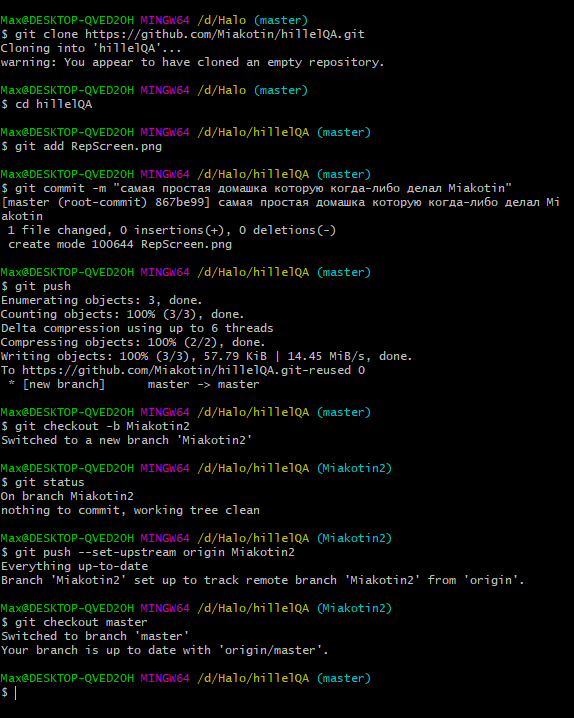 Max@DESKTOP-QVED2OH MINGW64 /d/Halo (master)
$ git clone https://github.com/Miakotin/hillelQA.git
Cloning into 'hillelQA'...
warning: You appear to have cloned an empty repository.
Max@DESKTOP-QVED2OH MINGW64 /d/Halo (master)
$ cd hillelQA
Max@DESKTOP-QVED2OH MINGW64 /d/Halo/hillelQA (master)
$ git add RepScreen.png
Max@DESKTOP-QVED2OH MINGW64 /d/Halo/hillelQA (master)
$ git commit -m "самая простая домашка которую когда-либо делал Miakotin"
[master (root-commit) 867be99] самая простая домашка которую когда-либо делал Mi
akotin
 1 file changed, 0 insertions(+), 0 deletions(-)
 create mode 100644 RepScreen.png
Max@DESKTOP-QVED2OH MINGW64 /d/Halo/hillelQA (master)
$ git push
Enumerating objects: 3, done.
Counting objects: 100% (3/3), done.
Delta compression using up to 6 threads
Compressing objects: 100% (2/2), done.
Writing objects: 100% (3/3), 57.79 KiB | 14.45 MiB/s, done.
To https://github.com/Miakotin/hillelQA.git-reused 0
 * [new branch]      master -> master
Max@DESKTOP-QVED2OH MINGW64 /d/Halo/hillelQA (master)
$ git checkout -b Miakotin2
Switched to a new branch 'Miakotin2'
Max@DESKTOP-QVED2OH MINGW64 /d/Halo/hillelQA (Miakotin2)
$ git status
On branch Miakotin2
nothing to commit, working tree clean
Max@DESKTOP-QVED2OH MINGW64 /d/Halo/hillelQA (Miakotin2)
$ git push --set-upstream origin Miakotin2
Everything up-to-date
Branch 'Miakotin2' set up to track remote branch 'Miakotin2' from 'origin'.
Max@DESKTOP-QVED2OH MINGW64 /d/Halo/hillelQA (Miakotin2)
$ git checkout master
Switched to branch 'master'
Your branch is up to date with 'origin/master'.
Max@DESKTOP-QVED2OH MINGW64 /d/Halo/hillelQA (master)
$